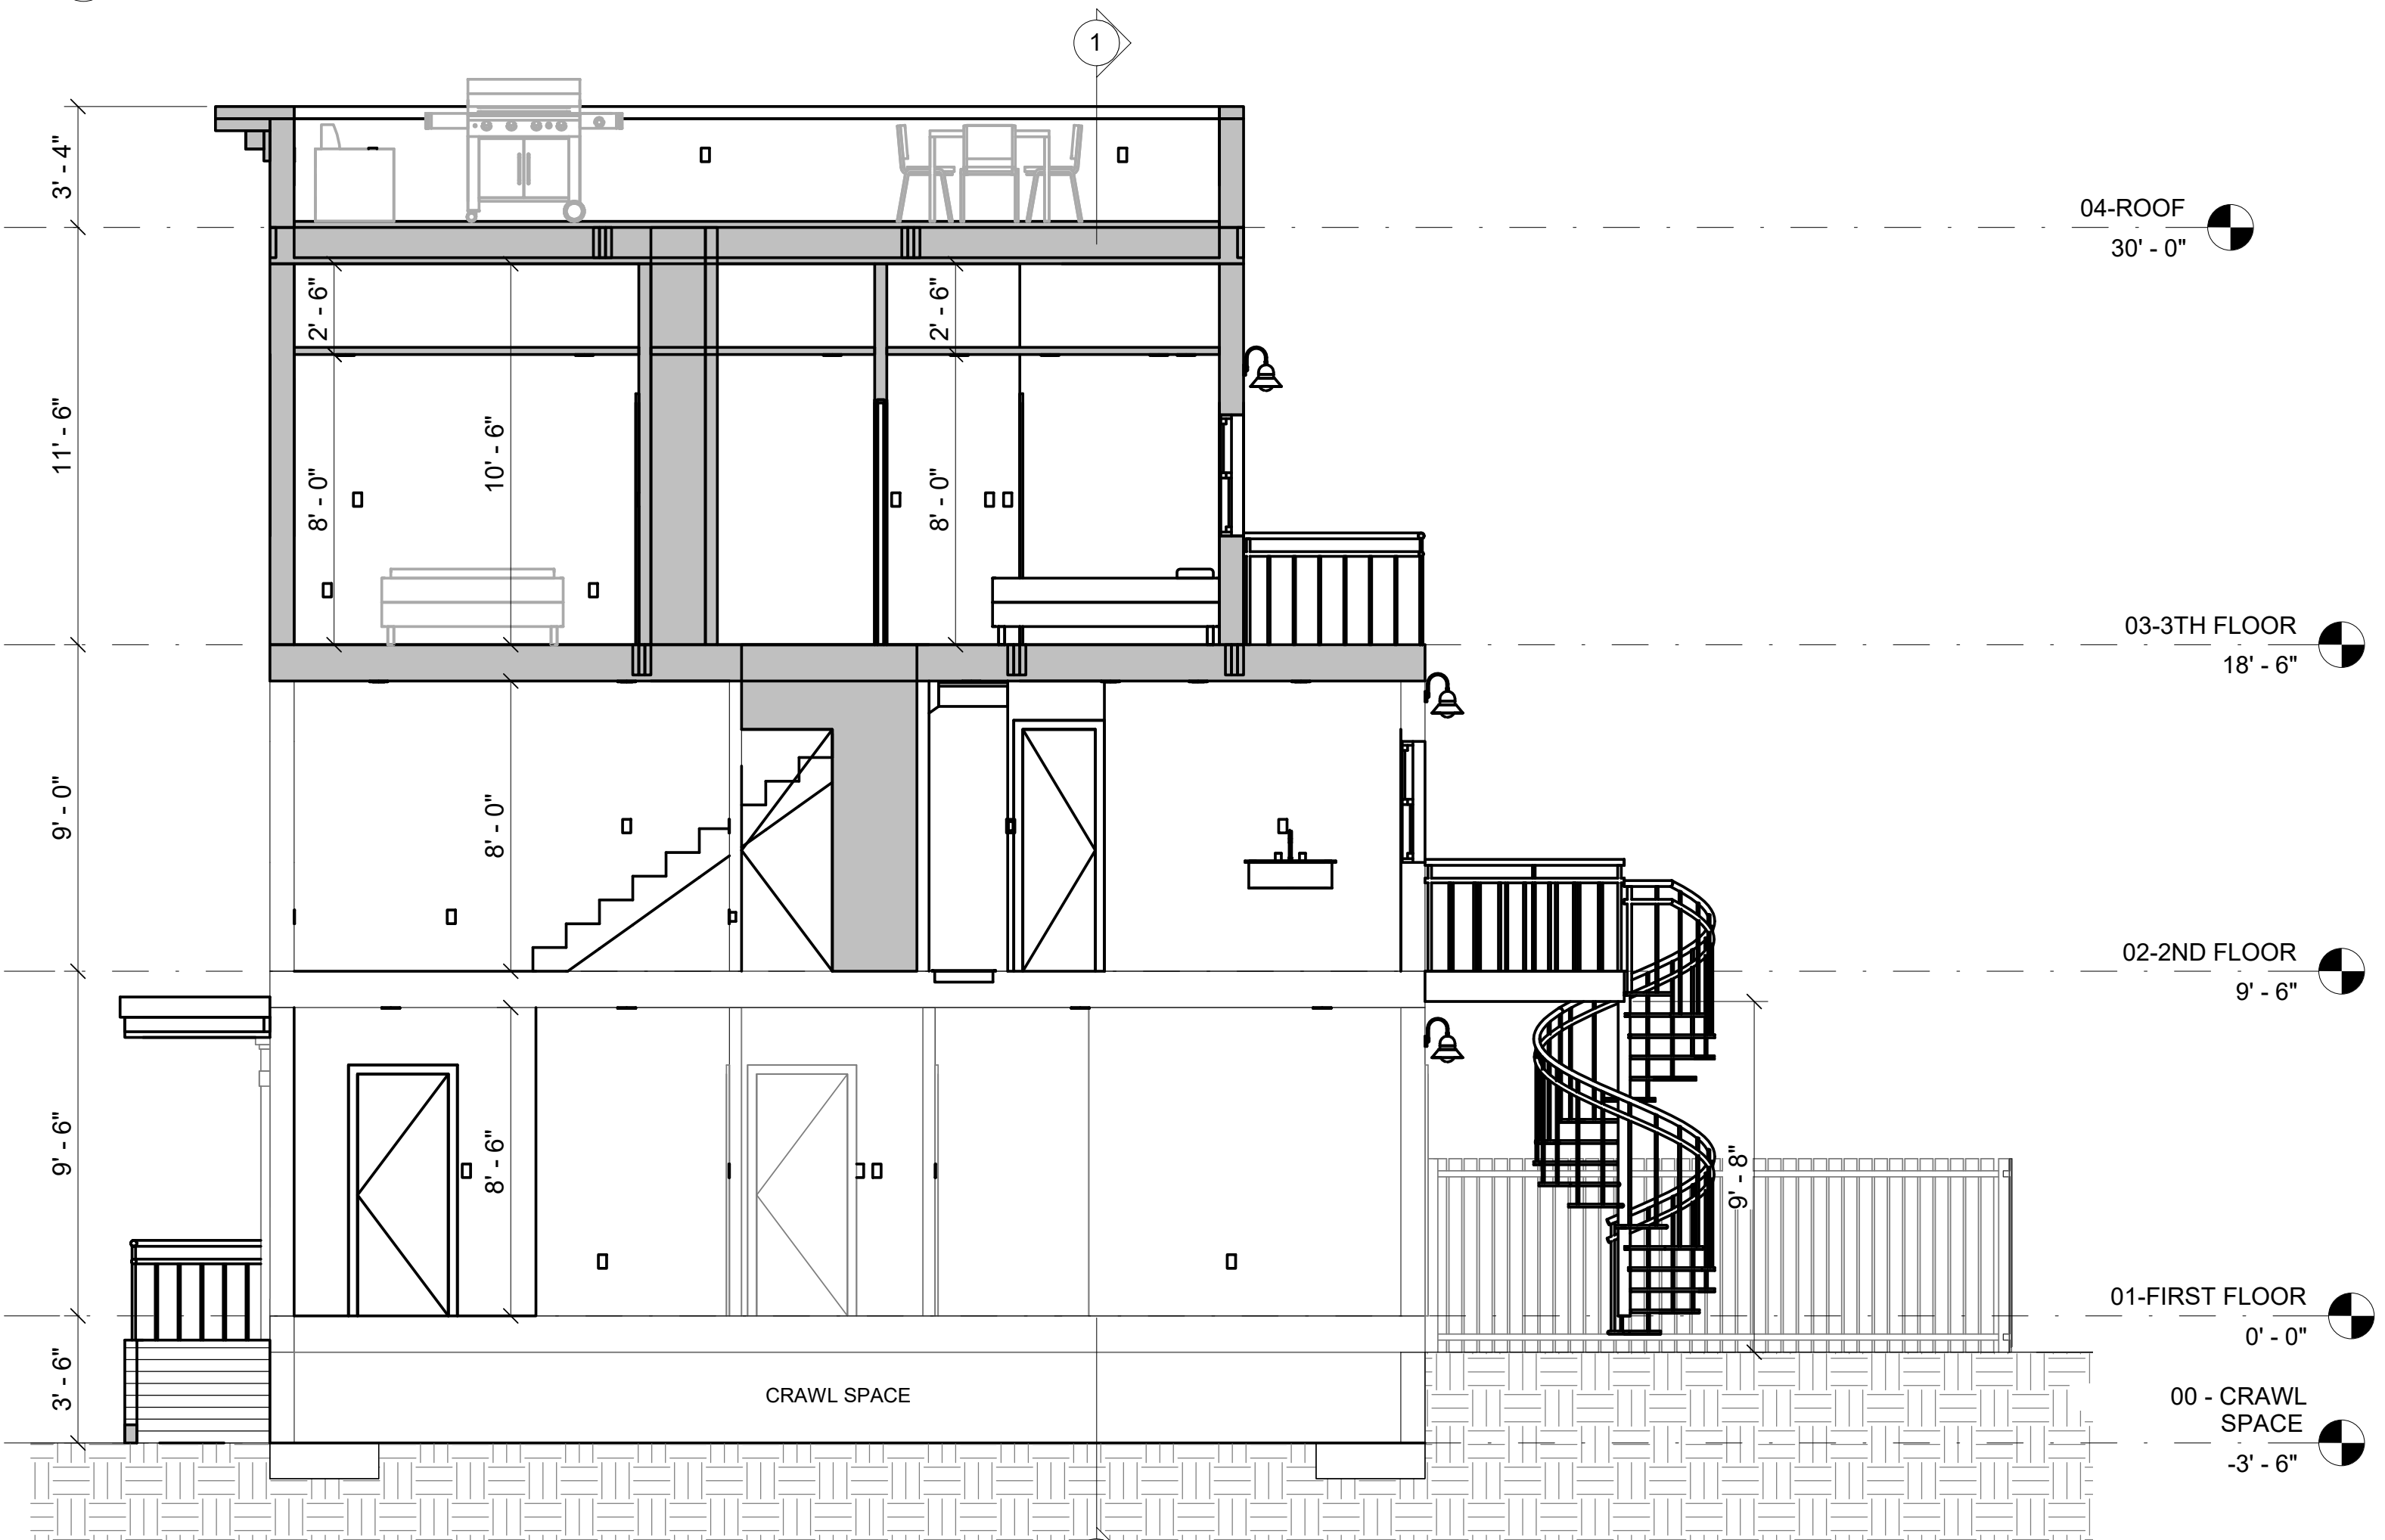 1
3' - 4"
04-ROOF
30' - 0"
2' - 6"
2' - 6"
11' - 6"
10' - 6"
8' - 0"
8' - 0"
03-3TH FLOOR
18' - 6"
9' - 0"
8' - 0"
02-2ND FLOOR
9' - 6"
9' - 6"
8' - 6"
9' - 8"
01-FIRST FLOOR
0' - 0"
3' - 6"
CRAWL SPACE
00 - CRAWL
SPACE
-3' - 6"